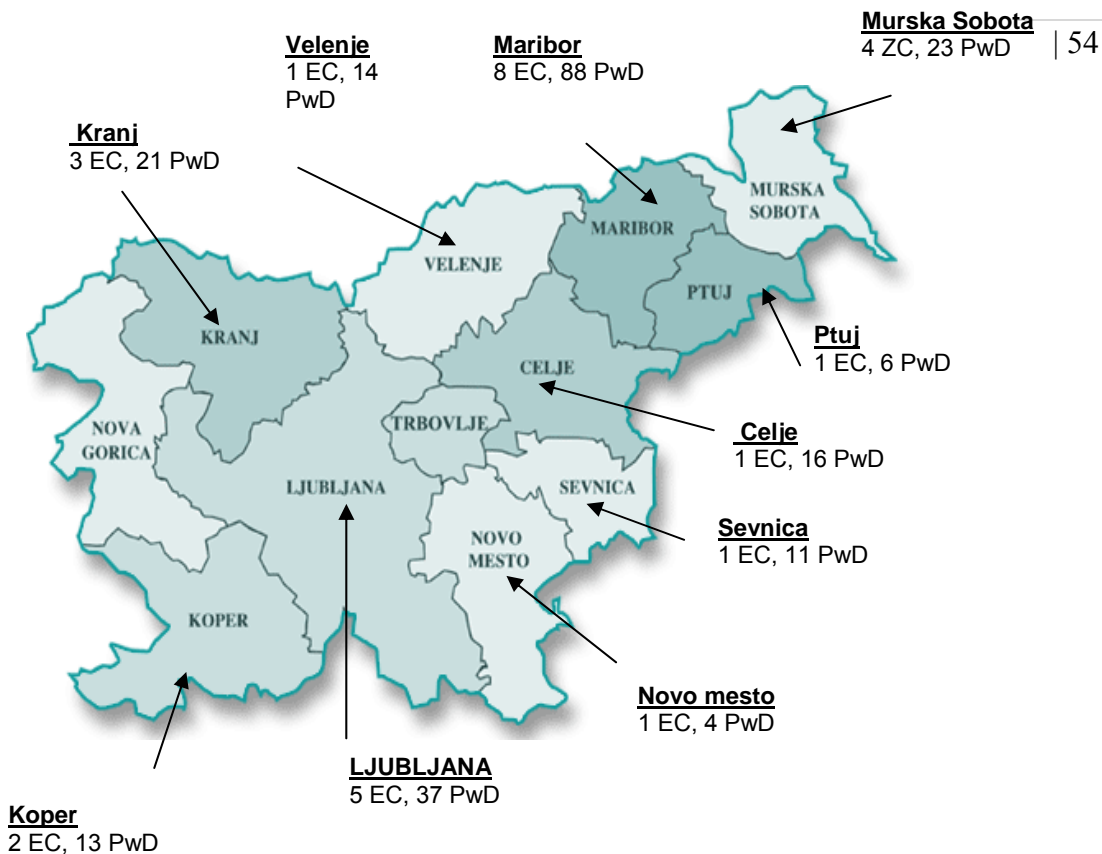 Murska Sobota
4 ZC, 23 PwD
| 54
Velenje
1 EC, 14
PwD
Maribor
8 EC, 88 PwD
Kranj
3 EC, 21 PwD
MURSKA
SOBOTA
MARIBOR
VELENJE
PTUJ
KRANJ
Ptuj
1 EC, 6 PwD
CELJE
TRBOVLJE
NOVA
GORICA
Celje
1 EC, 16 PwD
LJUBLJANA
SEVNICA
Sevnica
1 EC, 11 PwD
NOVO
MESTO
KOPER
Novo mesto
1 EC, 4 PwD
LJUBLJANA
5 EC, 37 PwD
Koper
2 EC, 13 PwD